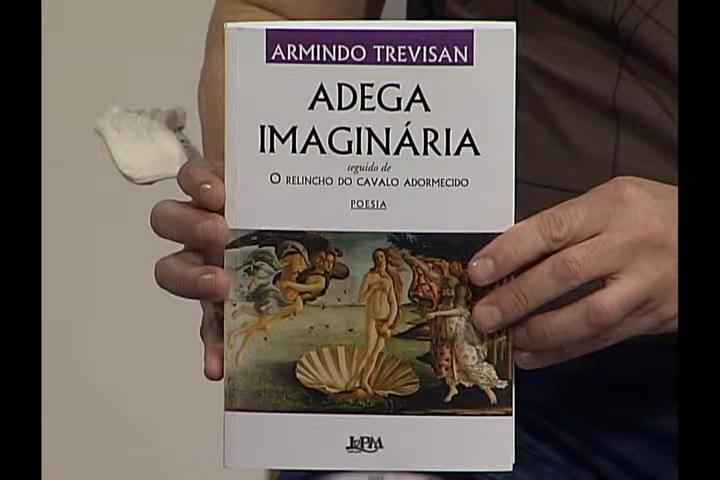 ARMINDO TREVISAN
ADEGA
IMAGINÁRIA
seguido de
O RELINCHO DO CAVALO ADORMECIDO
POESIA
L&PM